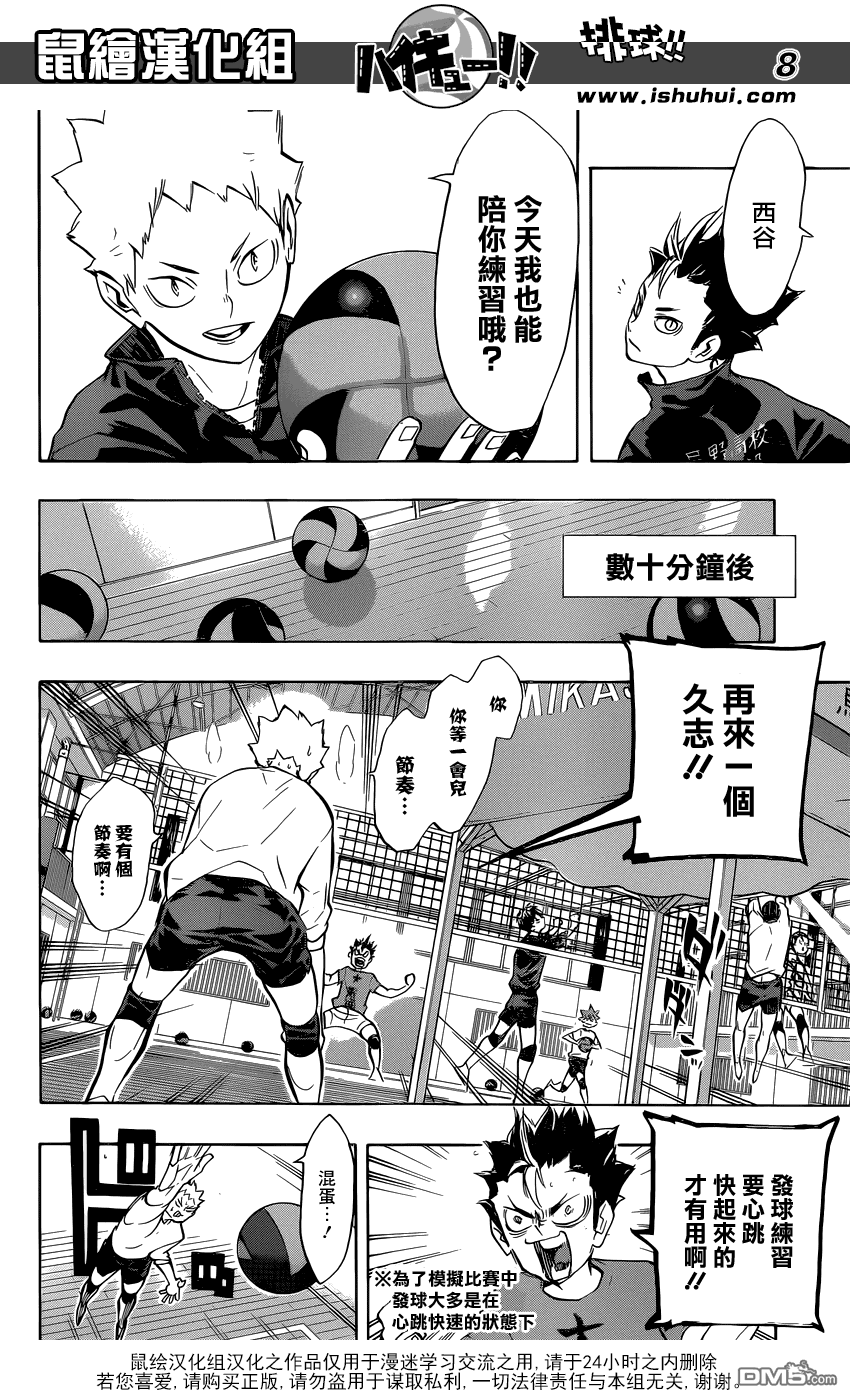 鼠繪漢化組
ハイキュー!!
排球!!
8
www.ishuhui.com
西谷
今天我也能
陪你練習哦?
數十分鐘後
再來一個
久志!!
MIKAS
你
你等一會兒
節奏…
要有個
節奏啊…
ダダ
發球練習
要心跳
快起來的
才有用啊!!
※為了模擬比賽中
發球大多是在
心跳快速的狀態下
混蛋…!
鼠绘汉化组汉化之作品仅用于漫迷学习交流之用, 请于24小时之内删除
若您喜爱, 请购买正版, 请勿盗用于谋取私利, 一切法律责任与本组无关, 谢谢。
DM5.com